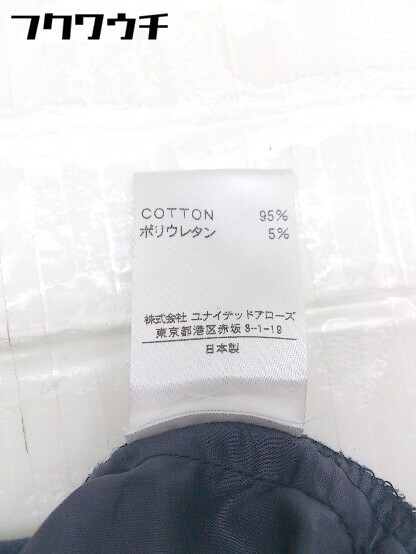 フクワウチ
COTTON 95%
ポリウレタン 5%
株式会社 ユナイテッドアローズ
東京都港区赤坂 3-1-19
日本製